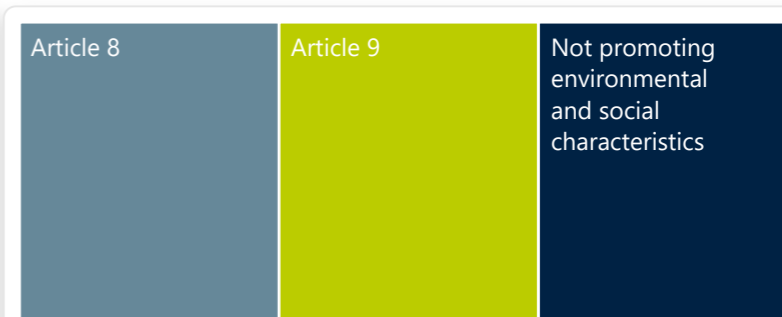 Article 8
Article 9
Not promoting
environmental
and social
characteristics